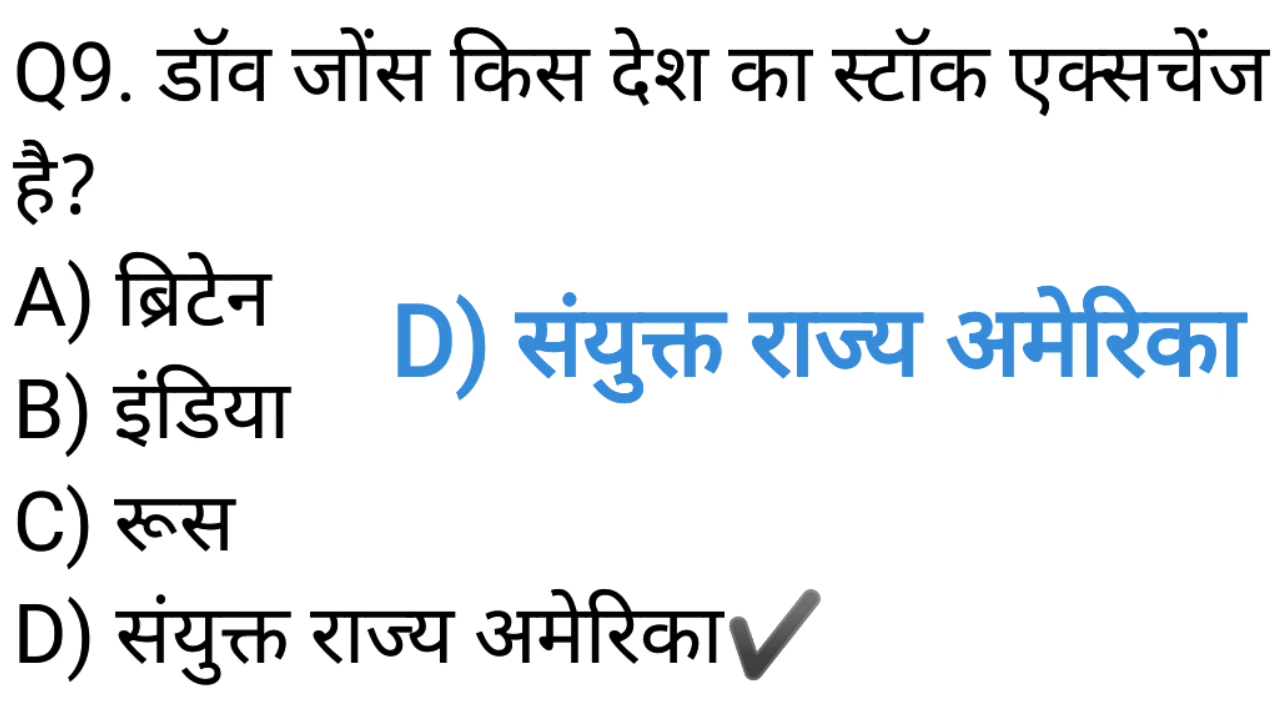 Q9. डॉव जोंस किस देश का स्टॉक एक्सचेंज
है?
A) ब्रिटेन
D) संयुक्त राज्य अमेरिका
B) इंडिया
C) रूस
D) संयुक्त राज्य अमेरिका✔